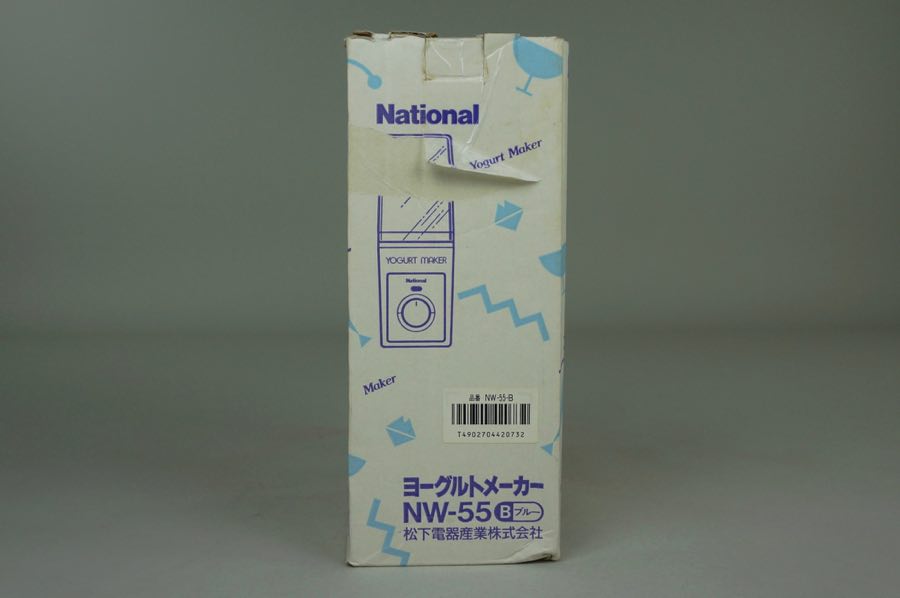 National
Yogurt Maker
YOGURT MAKER
National
Maker
品番 NW-55-B
T4902704420732
ヨーグルトメーカー
NW-55 B ブルー
松下電器産業株式会社